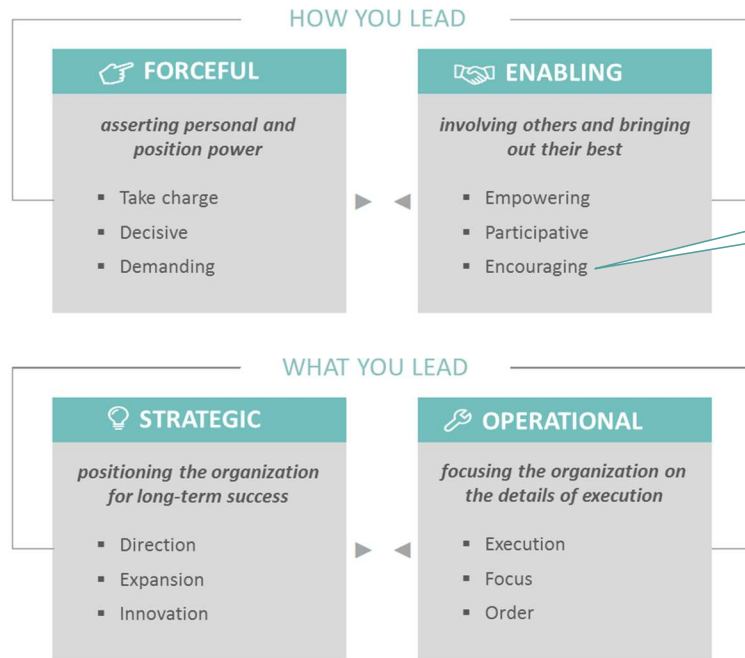 HOW YOU LEAD
FORCEFUL
asserting personal and
position power
▪ Take charge
▪ Decisive
▪ Demanding
ENABLING
involving others and bringing
out their best
▪ Empowering
▪ Participative
▪ Encouraging
WHAT YOU LEAD
STRATEGIC
positioning the organization
for long-term success
▪ Direction
▪ Expansion
▪ Innovation
OPERATIONAL
focusing the organization on
the details of execution
▪ Execution
▪ Focus
▪ Order